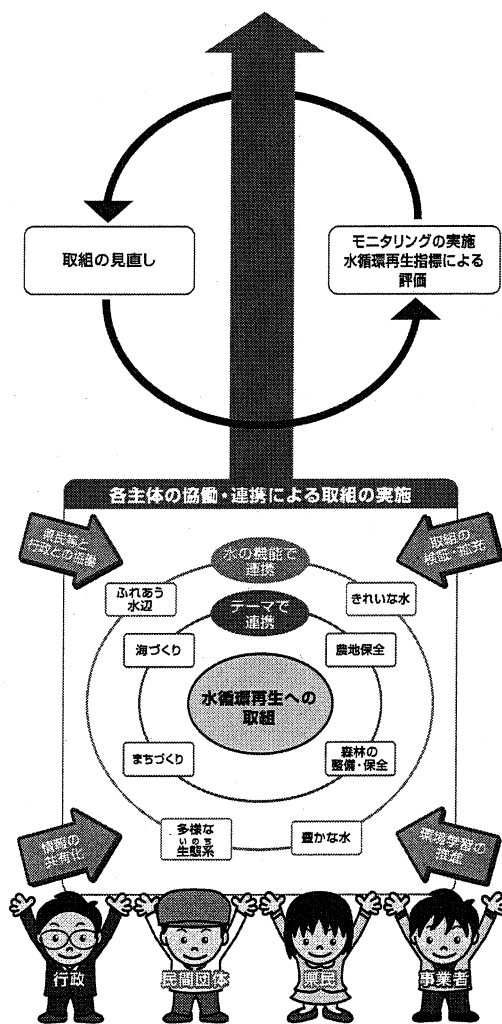 取組の見直し
モニタリングの実施
水循環再生指標による
評価
各主体の協働・連携による取組の実施
県民等と
行政との協働
取組の
検証・拡充
水の機能で
連携
ふれあう
水辺
きれいな水
テーマで
連携
海づくり
農地保全
水循環再生への
取組
まちづくり
森林の
整備・保全
多様な
いのち
生態系
豊かな水
情報の
共有化
環境学習の
推進
行政
民間団体
県民
事業者